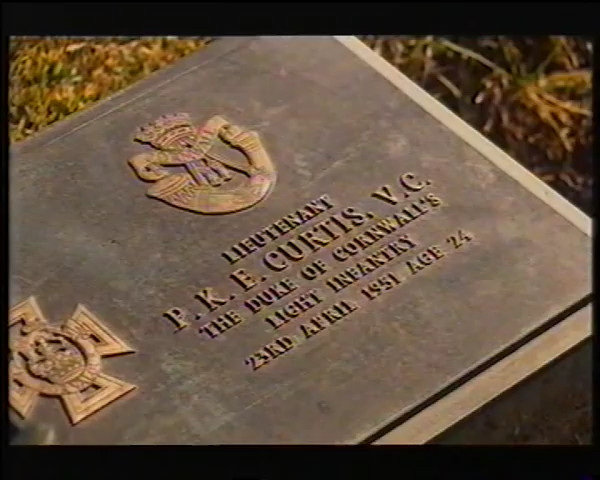 LIEUTENANT
P. K. E. CURTIS, V. C.
THE DUKE OF CORNWALL'S
LIGHT INFANTRY
23RD APRIL 1951 AGE 24